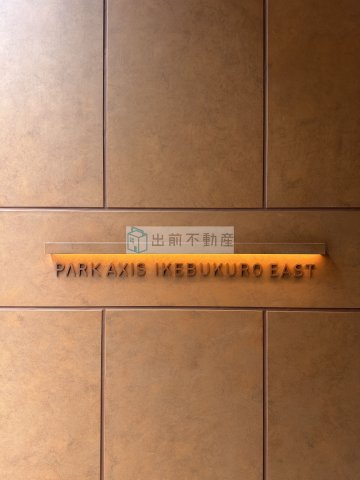 出前不動産
PARK AXIS IKEBUKURO EAST